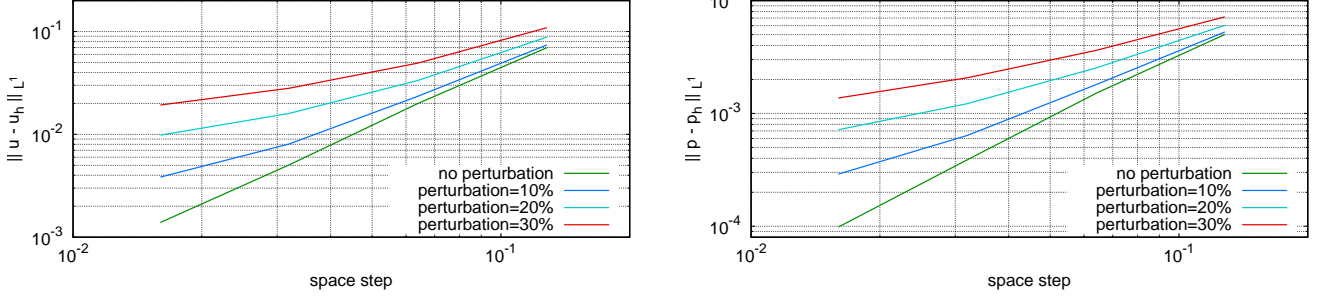 10⁻¹
10⁻²
10⁻³
|| u - u_h || _L¹
no perturbation
perturbation=10%
perturbation=20%
perturbation=30%
10⁻²
10⁻¹
space step
10⁻³
10⁻⁴
|| p - p_h || _L¹
no perturbation
perturbation=10%
perturbation=20%
perturbation=30%
10⁻²
10⁻¹
space step